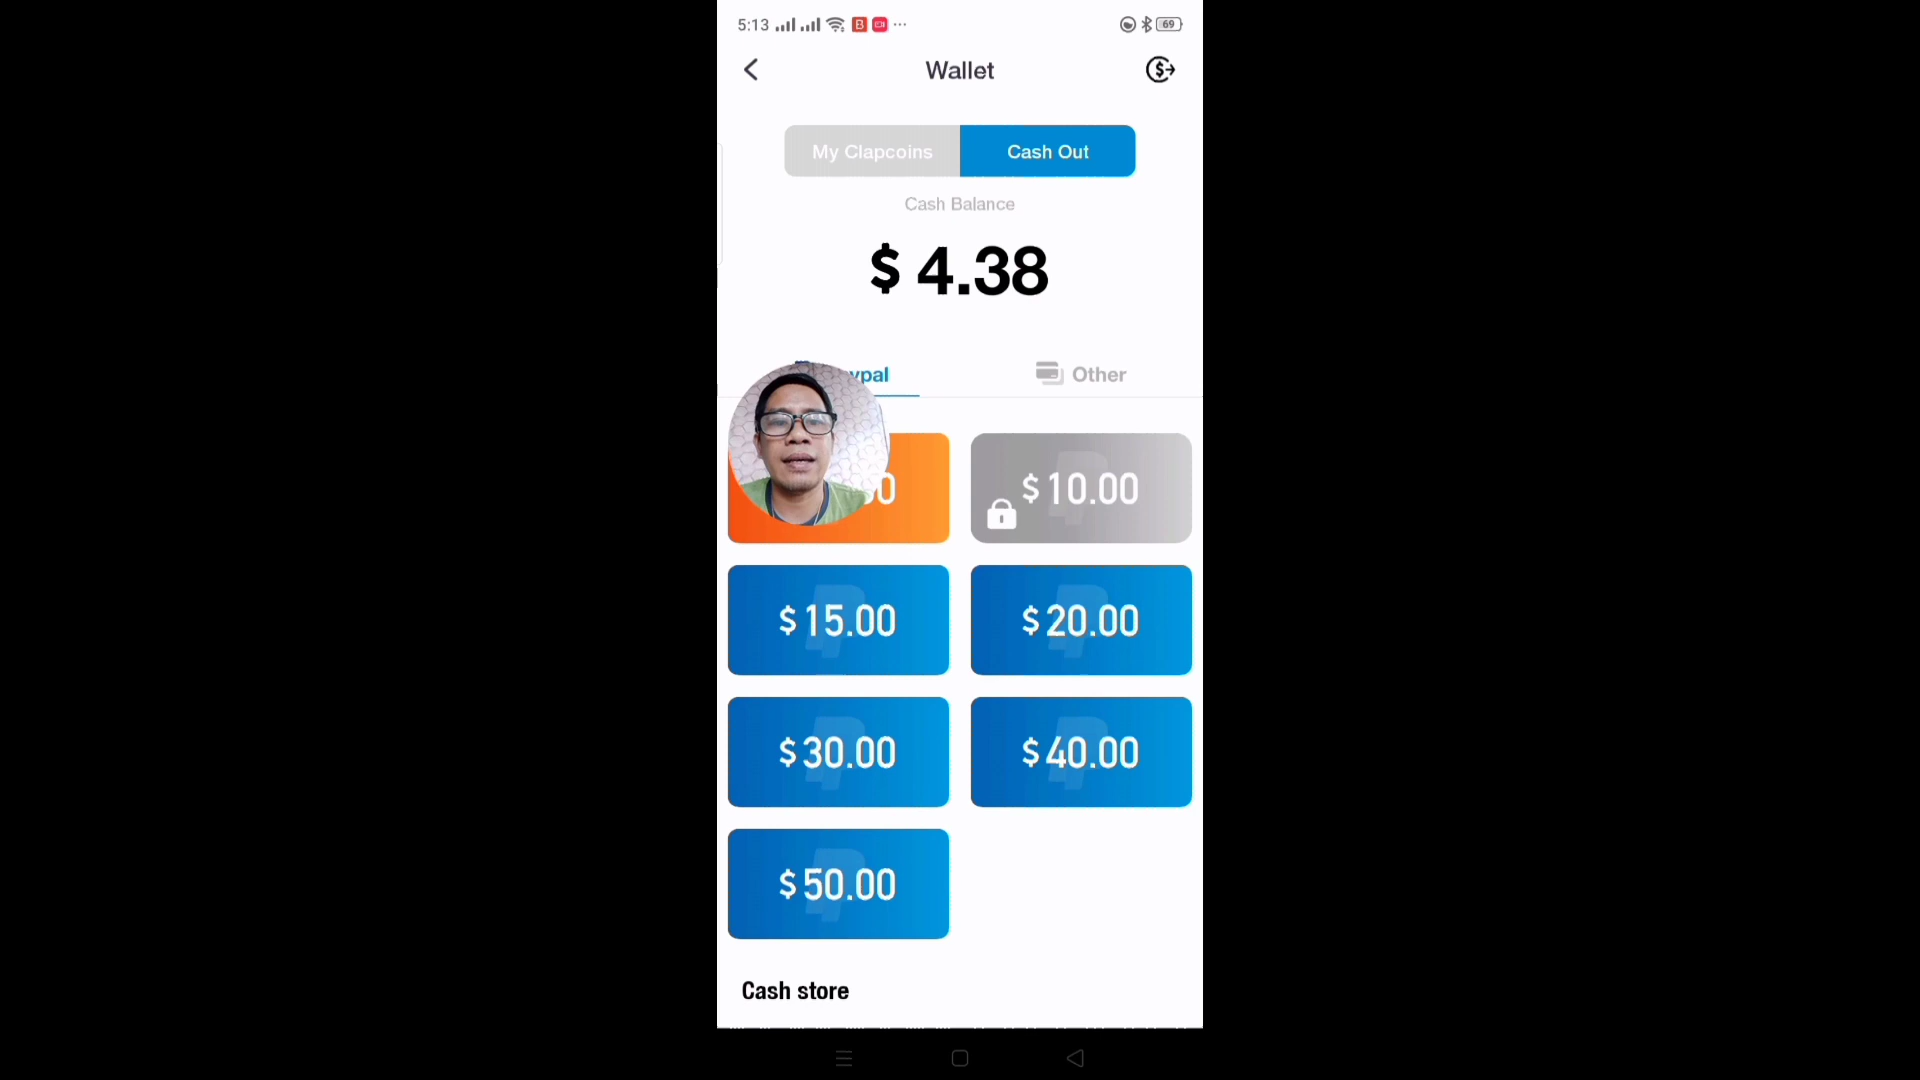 5:13
69
Wallet
My Clapcoins
Cash Out
Cash Balance
$ 4.38
Other
$ 10.00
$ 15.00
$ 20.00
$ 30.00
$ 40.00
$ 50.00
Cash store